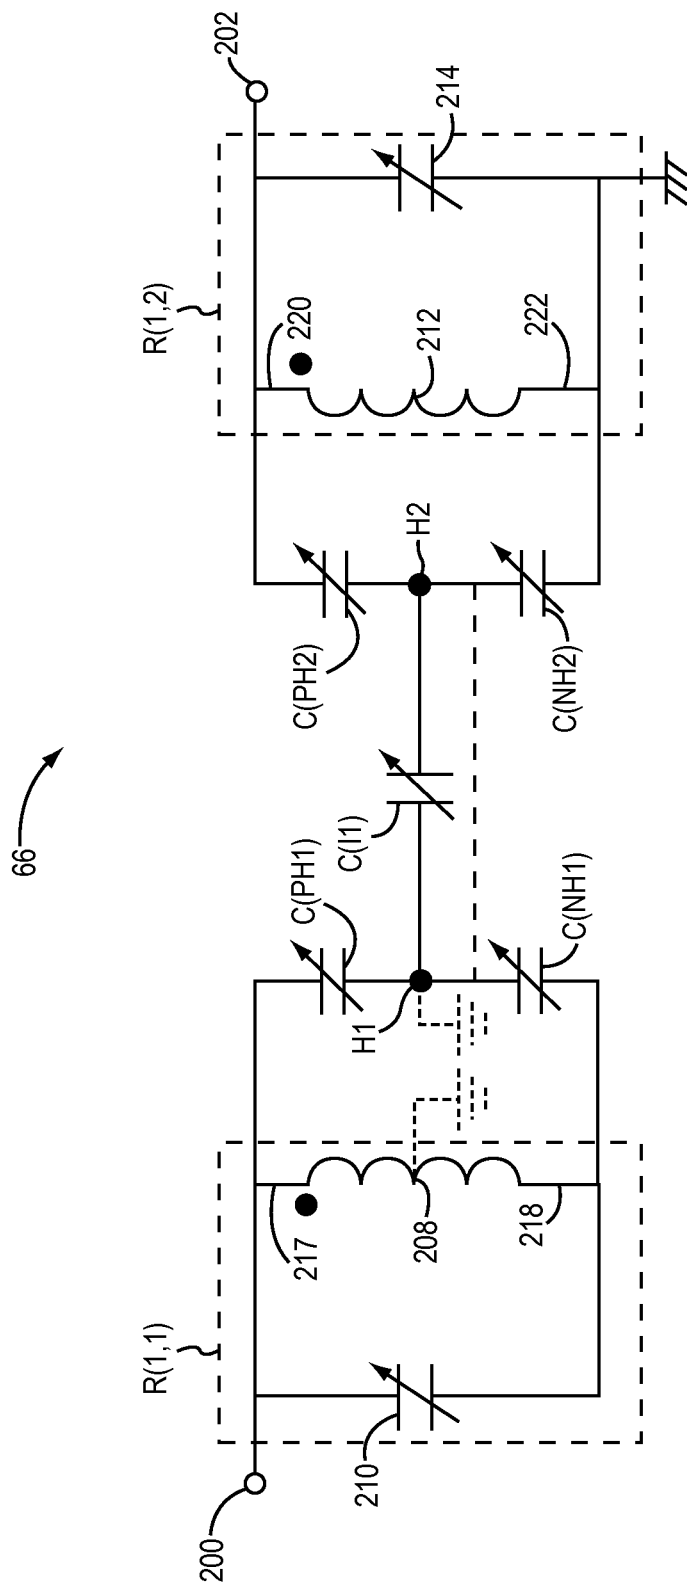 66
200
202
R(1,1)
R(1,2)
210
214
217
208
218
220
212
222
H1
H2
C(PH1)
C(PH2)
C(I1)
C(NH1)
C(NH2)